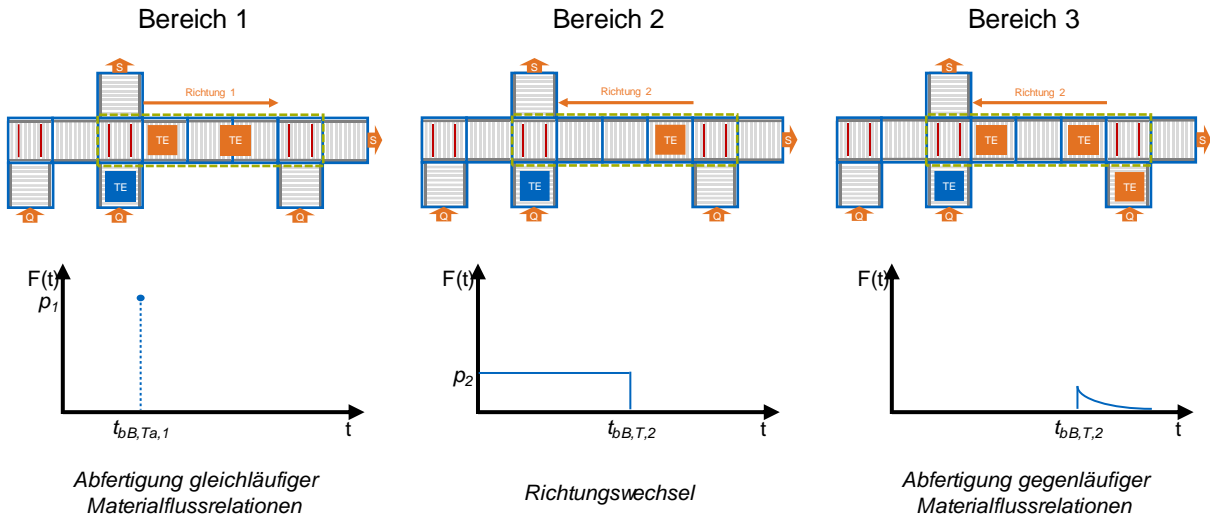 Bereich 1
S
Richtung 1
TE
TE
S
TE
Q
Q
Q
F(t)
p1
tbB,Ta,1
t
Abfertigung gleichläufiger
Materialflussrelationen
Bereich 2
S
Richtung 2
TE
S
TE
Q
Q
Q
F(t)
p2
tbB,T,2
t
Richtungswechsel
Bereich 3
S
Richtung 2
TE
TE
S
TE
TE
Q
Q
Q
F(t)
tbB,T,2
t
Abfertigung gegenläufiger
Materialflussrelationen